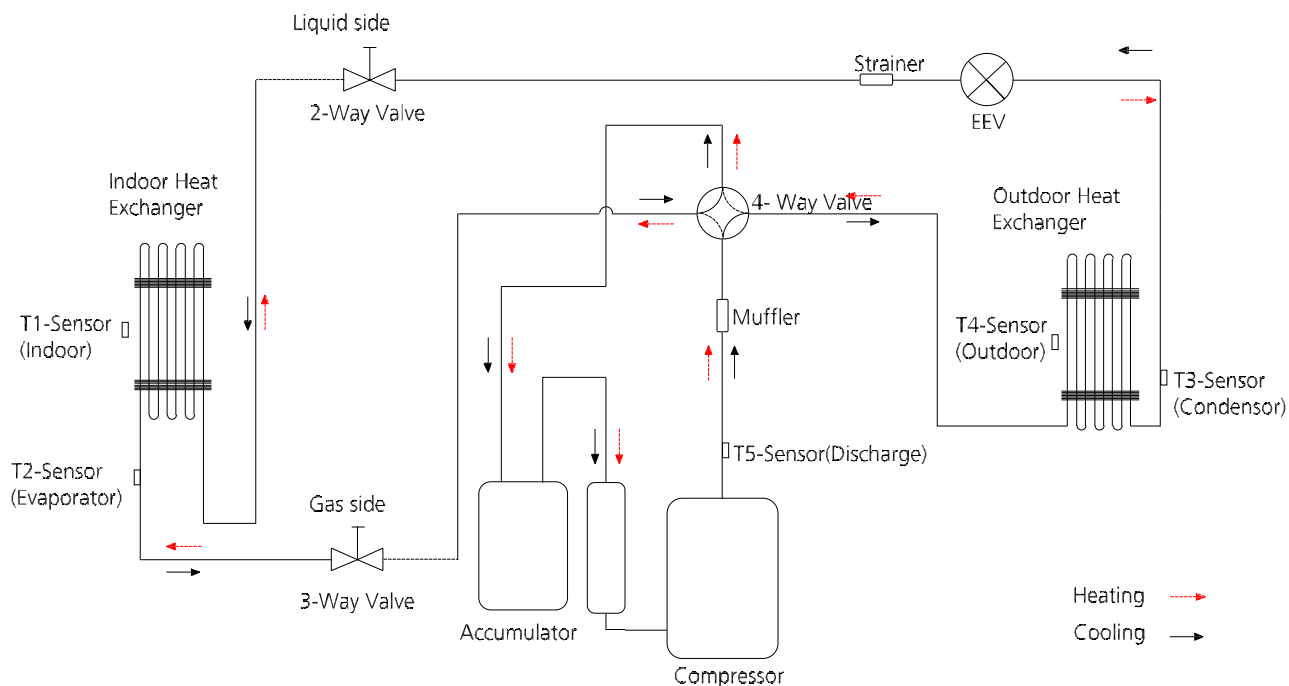 Liquid side
2-Way Valve
Strainer
EEV
Indoor Heat
Exchanger
4- Way Valve
Outdoor Heat
Exchanger
T1-Sensor
(Indoor)
Muffler
T4-Sensor
(Outdoor)
T3-Sensor
(Condensor)
T2-Sensor
(Evaporator)
T5-Sensor(Discharge)
Gas side
3-Way Valve
Accumulator
Compressor
Heating
Cooling